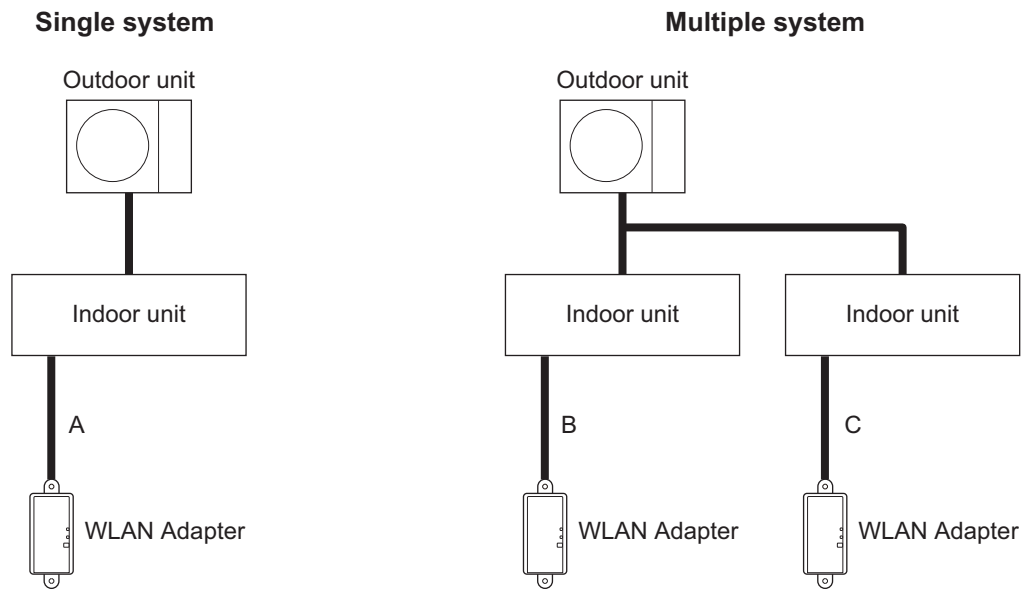 Single system
Outdoor unit
Indoor unit
A
WLAN Adapter
Multiple system
Outdoor unit
Indoor unit
Indoor unit
B
C
WLAN Adapter
WLAN Adapter